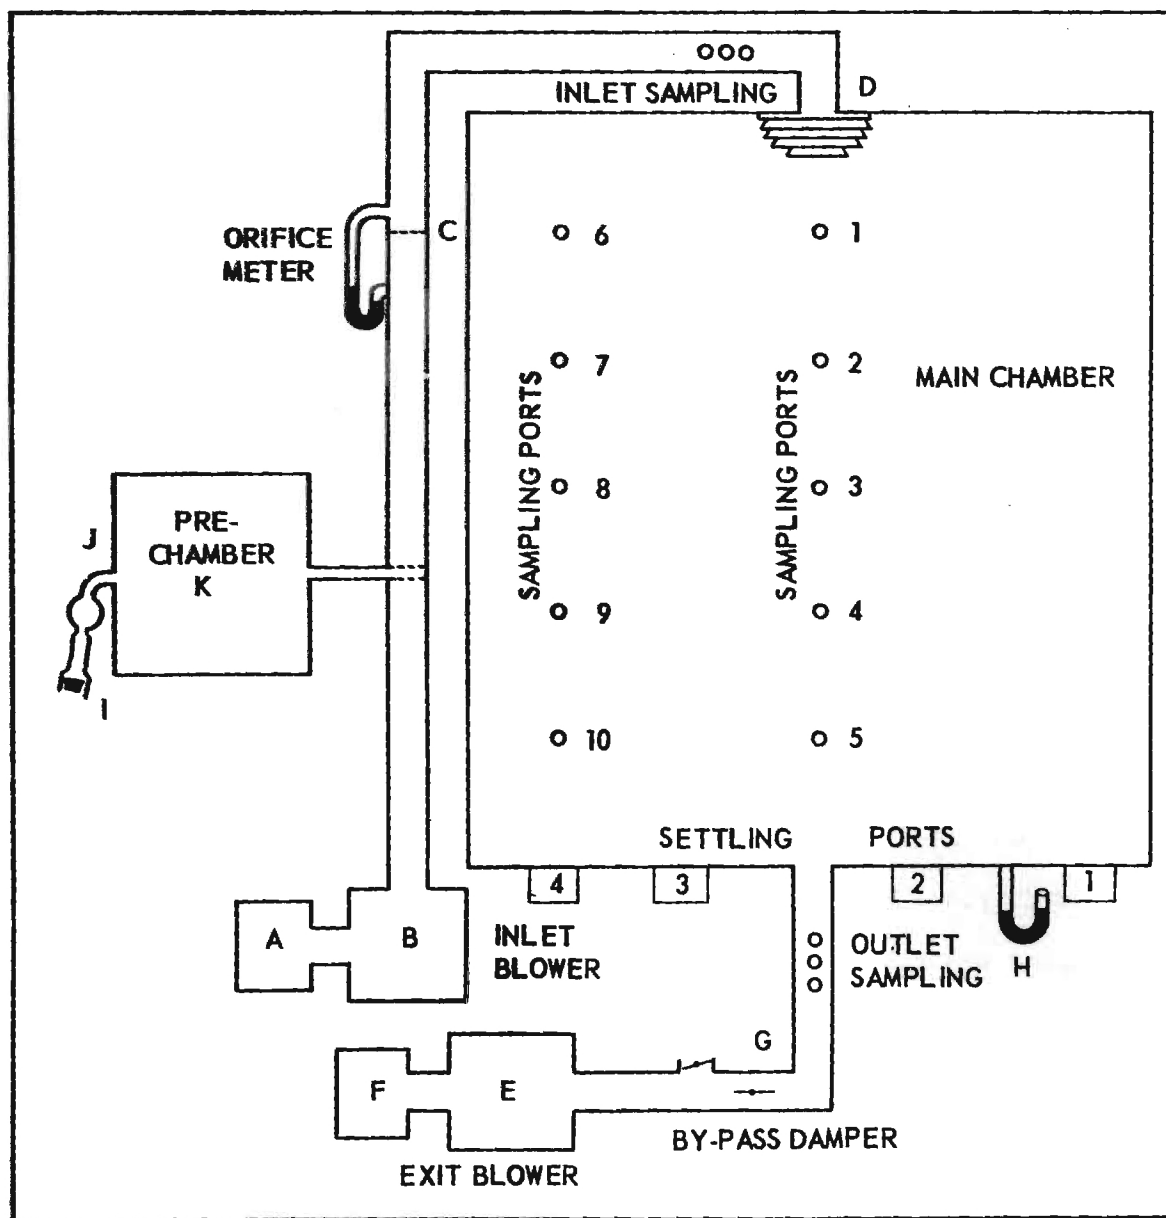 INLET SAMPLING
D
ORIFICE
METER
C
6
1
7
2
MAIN CHAMBER
SAMPLING PORTS
SAMPLING PORTS
8
3
PRE-
CHAMBER
K
J
I
9
4
10
5
SETTLING PORTS
4
3
2
1
A
B
INLET
BLOWER
OUTLET
SAMPLING
H
G
F
E
BY-PASS DAMPER
EXIT BLOWER